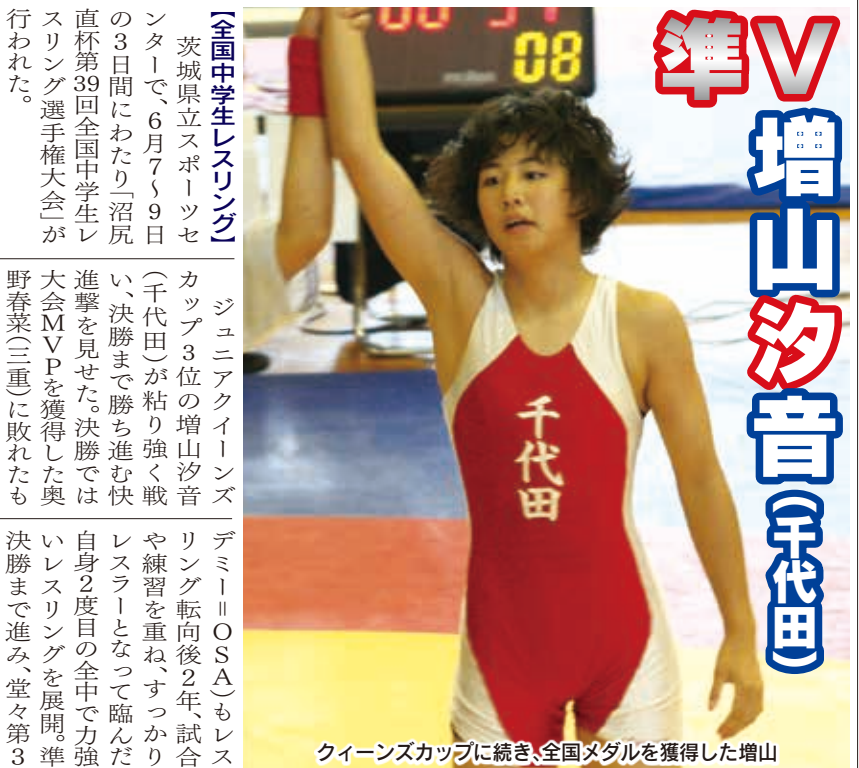 準V
増山汐音(千代田)
【全国中学生レスリング】
茨城県立スポーツセ
ンターで、6月7〜9日
の3日間にわたり「沼尻
直杯第39回全国中学生レ
スリング選手権大会」が
行われた。
ジュニアクイーンズ
カップ3位の増山汐音
(千代田)が粘り強く戦
い、決勝まで勝ち進む快
進撃を見せた。決勝では
大会MVPを獲得した奥
野春菜(三重)に敗れたも
デミー=OSA)もレス
リング転向後2年、試合
や練習を重ね、すっかり
レスラーとなって臨んだ
自身2度目の全中で力強
いレスリングを展開。準
決勝まで進み、堂々第3
08
molten
千代田
クィーンズカップに続き、全国メダルを獲得した増山